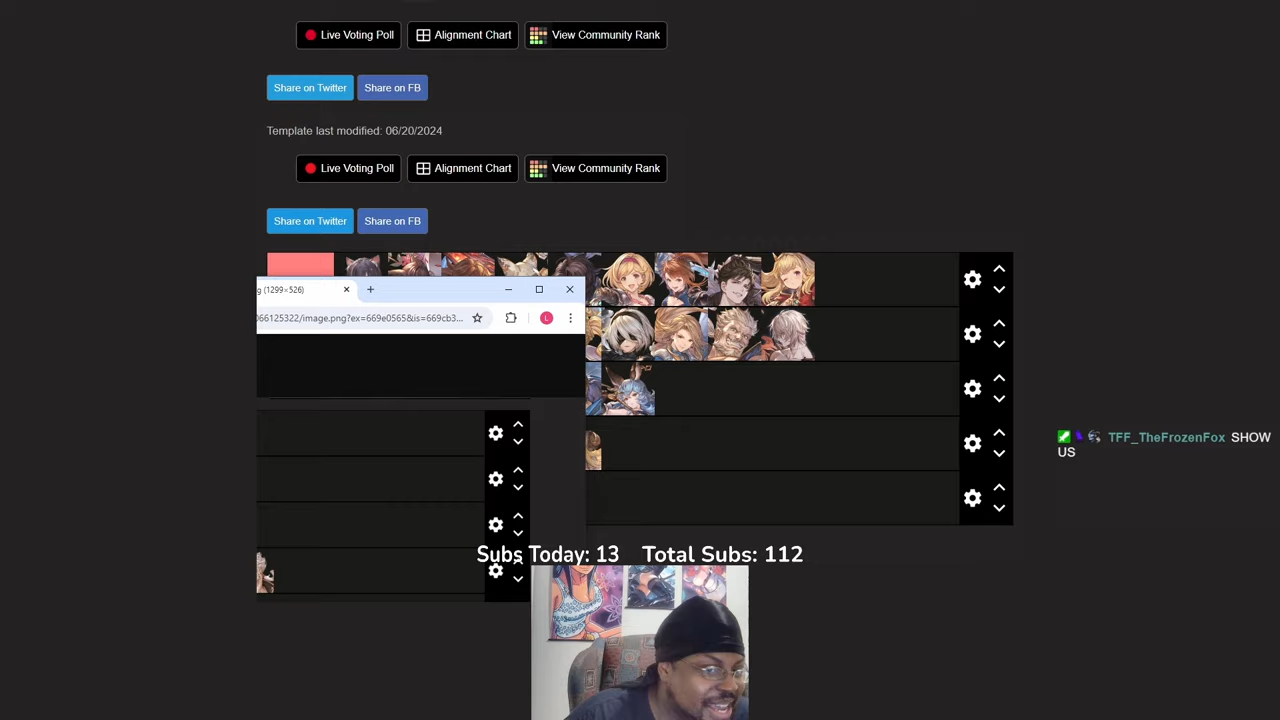 Live Voting Poll
Alignment Chart
View Community Rank
Share on Twitter
Share on FB
Template last modified: 06/20/2024
Live Voting Poll
Alignment Chart
View Community Rank
Share on Twitter
Share on FB
g (1299×526)
066125322/image.png?ex=669e0565&is=669cb3...
L
TFF_TheFrozenFox SHOW
US
Subs Today: 13 Total Subs: 112